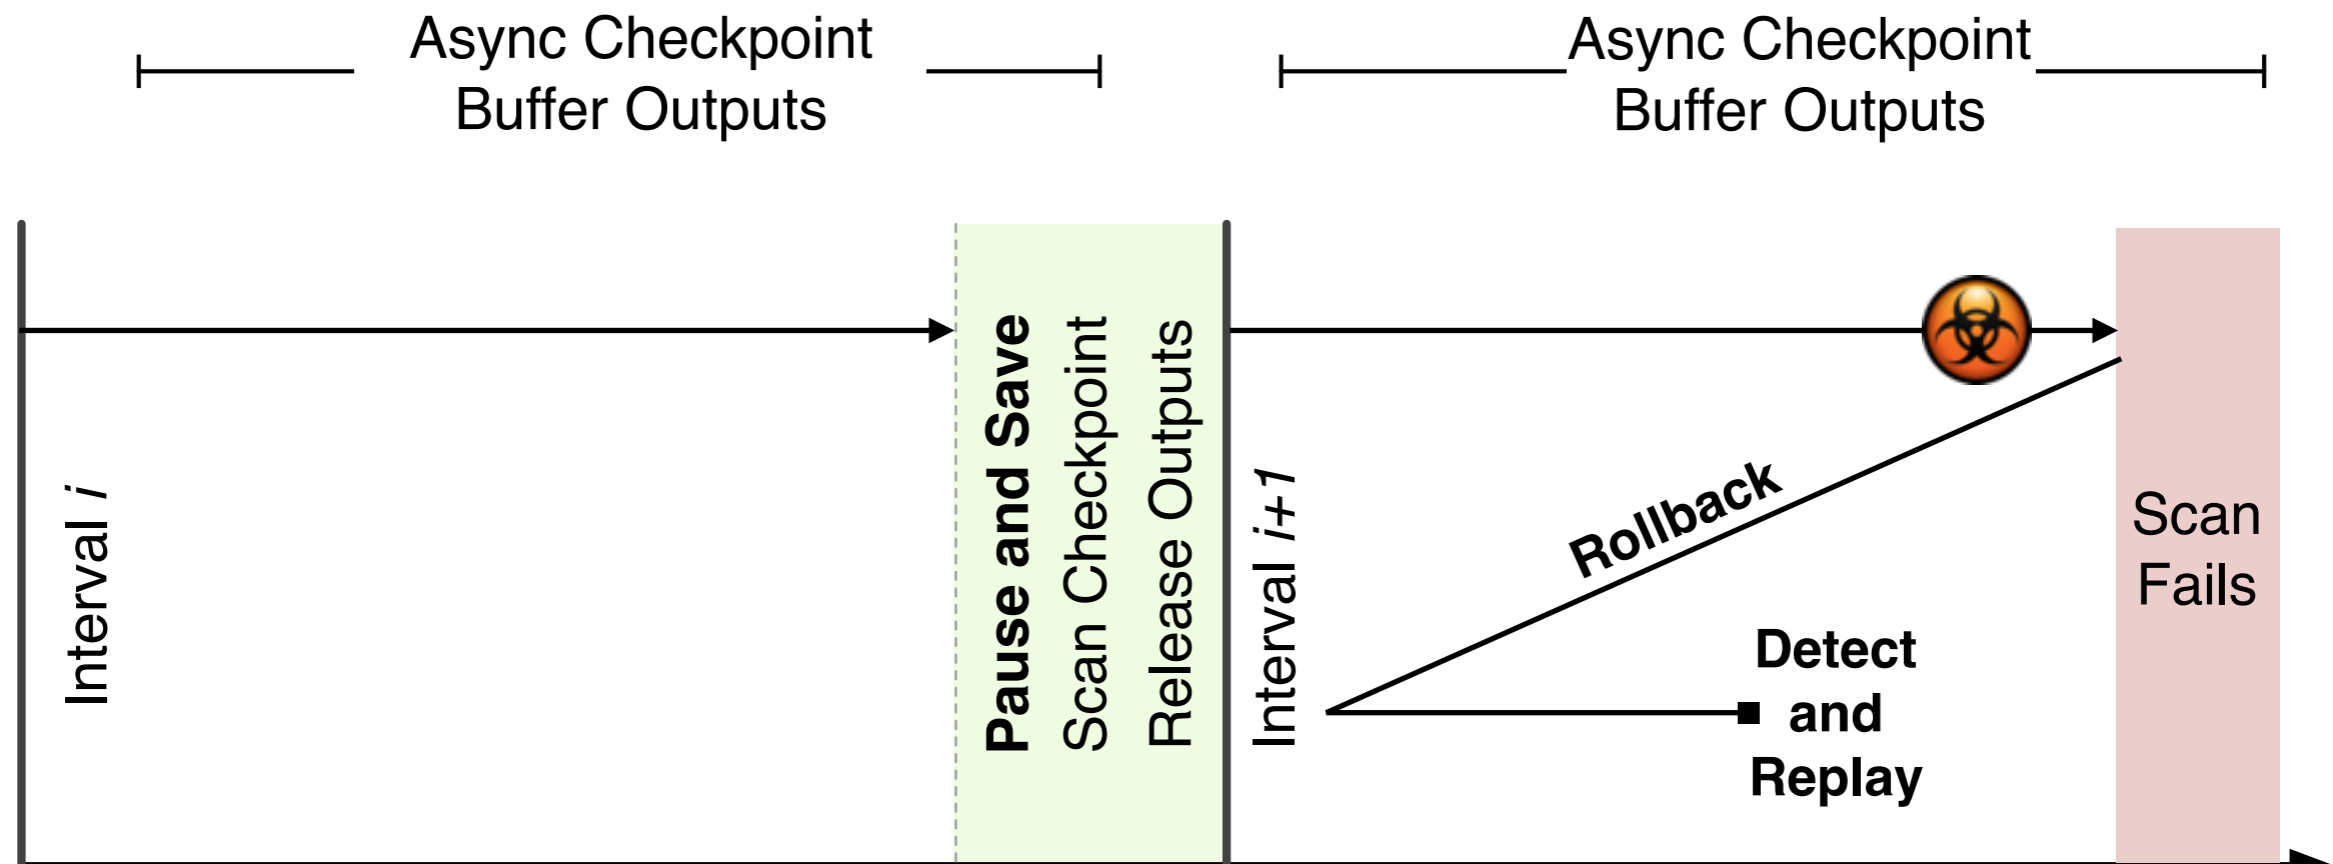 Async Checkpoint
Buffer Outputs
Async Checkpoint
Buffer Outputs
Interval i
Pause and Save
Scan Checkpoint
Release Outputs
Interval i+1
Rollback
Detect
and
Replay
Scan
Fails